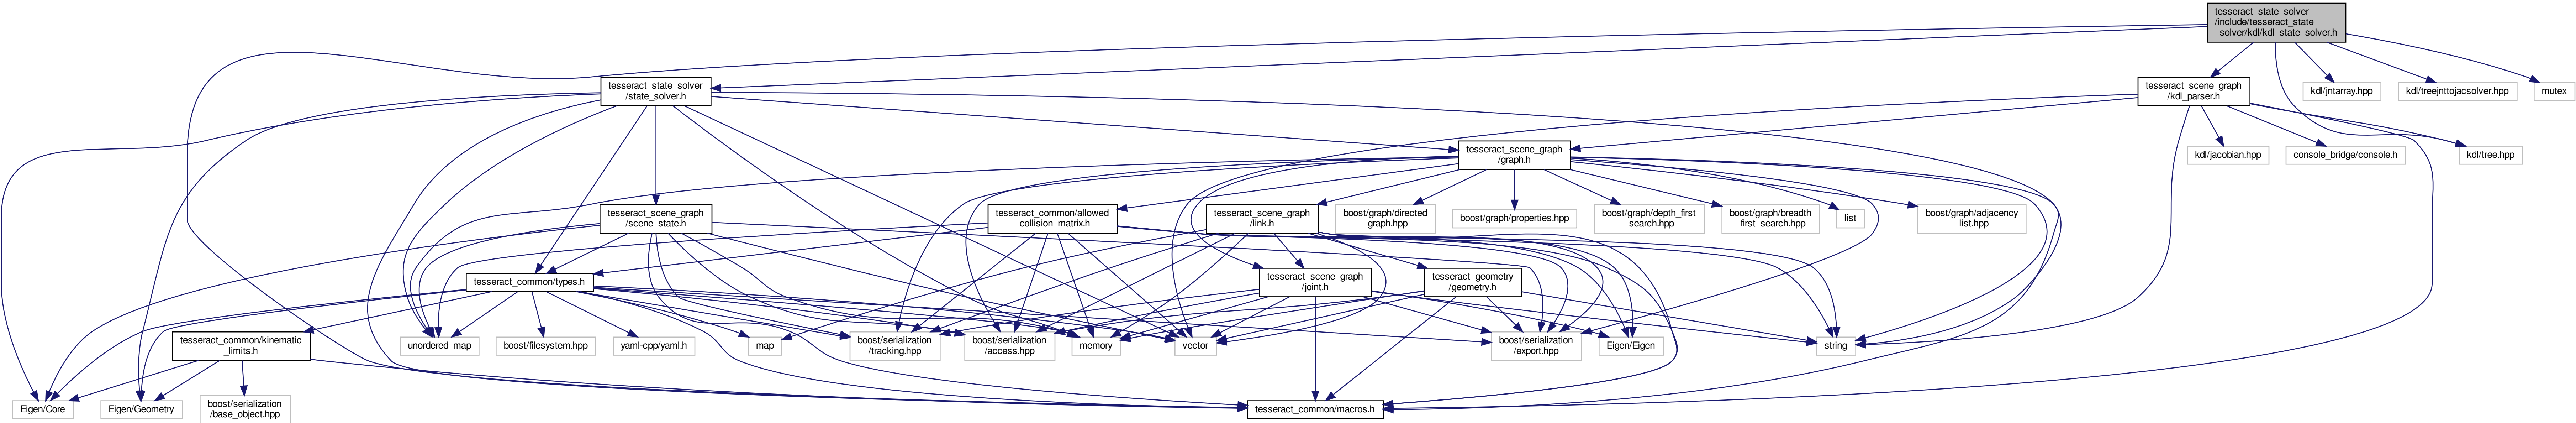 tesseract_state_solver
/include/tesseract_state
_solver/kdl/kdl_state_solver.h
tesseract_state_solver
/state_solver.h
tesseract_scene_graph
/kdl_parser.h
kdl/jntarray.hpp
kdl/treejnttojacsolver.hpp
mutex
tesseract_scene_graph
/graph.h
kdl/jacobian.hpp
console_bridge/console.h
kdl/tree.hpp
tesseract_scene_graph
/scene_state.h
tesseract_common/allowed
_collision_matrix.h
tesseract_scene_graph
/link.h
boost/graph/directed
_graph.hpp
boost/graph/properties.hpp
boost/graph/depth_first
_search.hpp
boost/graph/breadth
_first_search.hpp
list
boost/graph/adjacency
_list.hpp
tesseract_common/types.h
tesseract_scene_graph
/joint.h
tesseract_geometry
/geometry.h
tesseract_common/kinematic
_limits.h
unordered_map
boost/filesystem.hpp
yaml-cpp/yaml.h
map
boost/serialization
/tracking.hpp
boost/serialization
/access.hpp
memory
vector
boost/serialization
/export.hpp
Eigen/Eigen
string
Eigen/Core
Eigen/Geometry
boost/serialization
/base_object.hpp
tesseract_common/macros.h